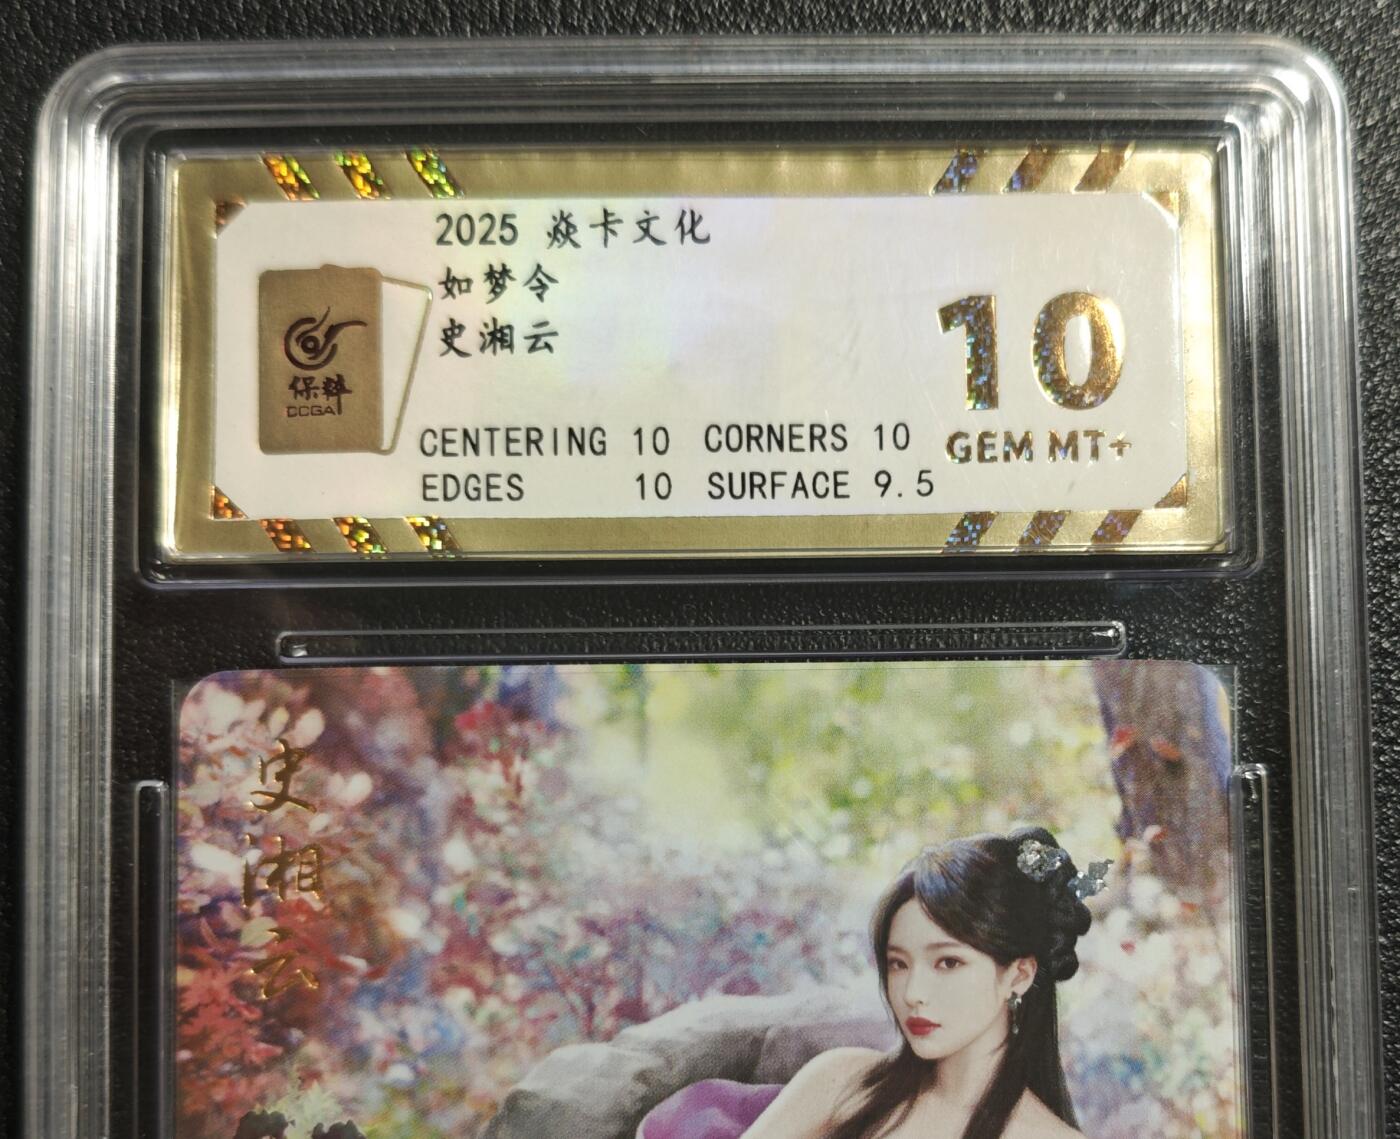 2025 焱卡文化
如梦令
史湘云
保粹
CCGA
10
GEM MT+
CENTERING 10 CORNERS 10
EDGES 10 SURFACE 9.5
史湘云